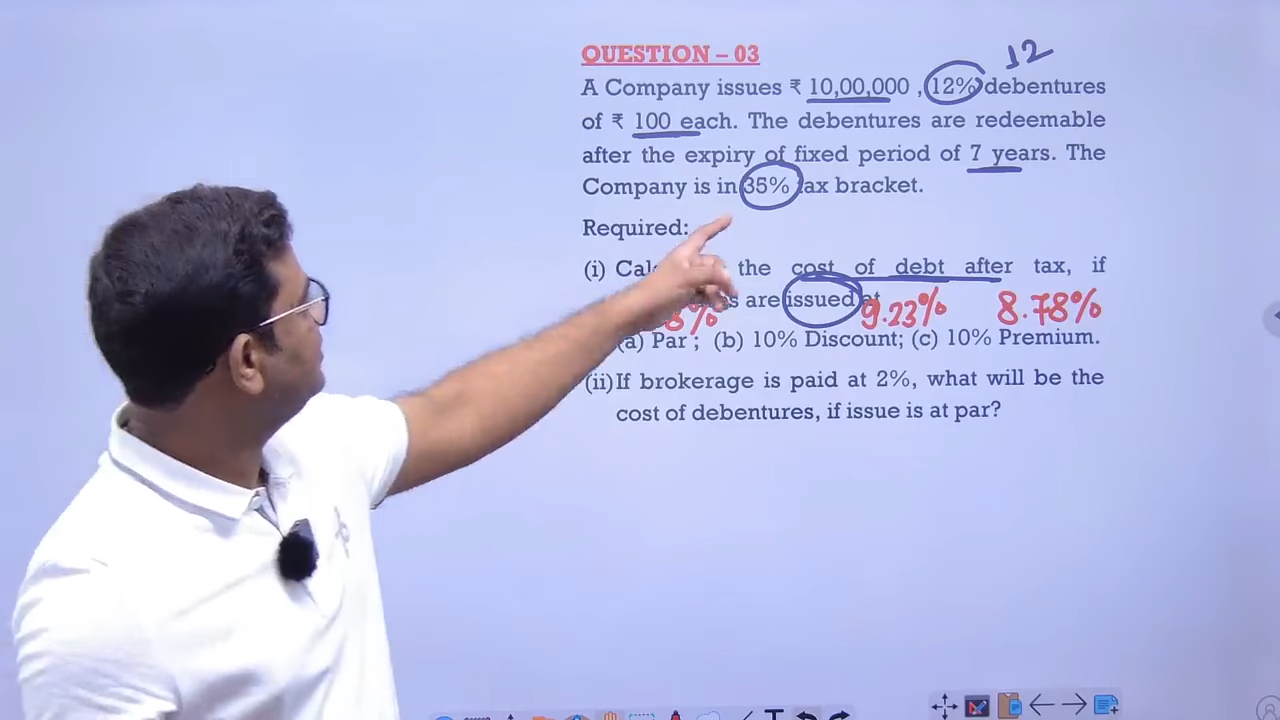 QUESTION – 03
12
A Company issues ₹ 10,00,000 , 12% debentures
of ₹ 100 each. The debentures are redeemable
after the expiry of fixed period of 7 years. The
Company is in 35% tax bracket.
Required:
(i) the cost of debt after tax, if
are issued at
8% 9.23% 8.78%
(a) Par ; (b) 10% Discount; (c) 10% Premium.
(ii) If brokerage is paid at 2%, what will be the
cost of debentures, if issue is at par?
T